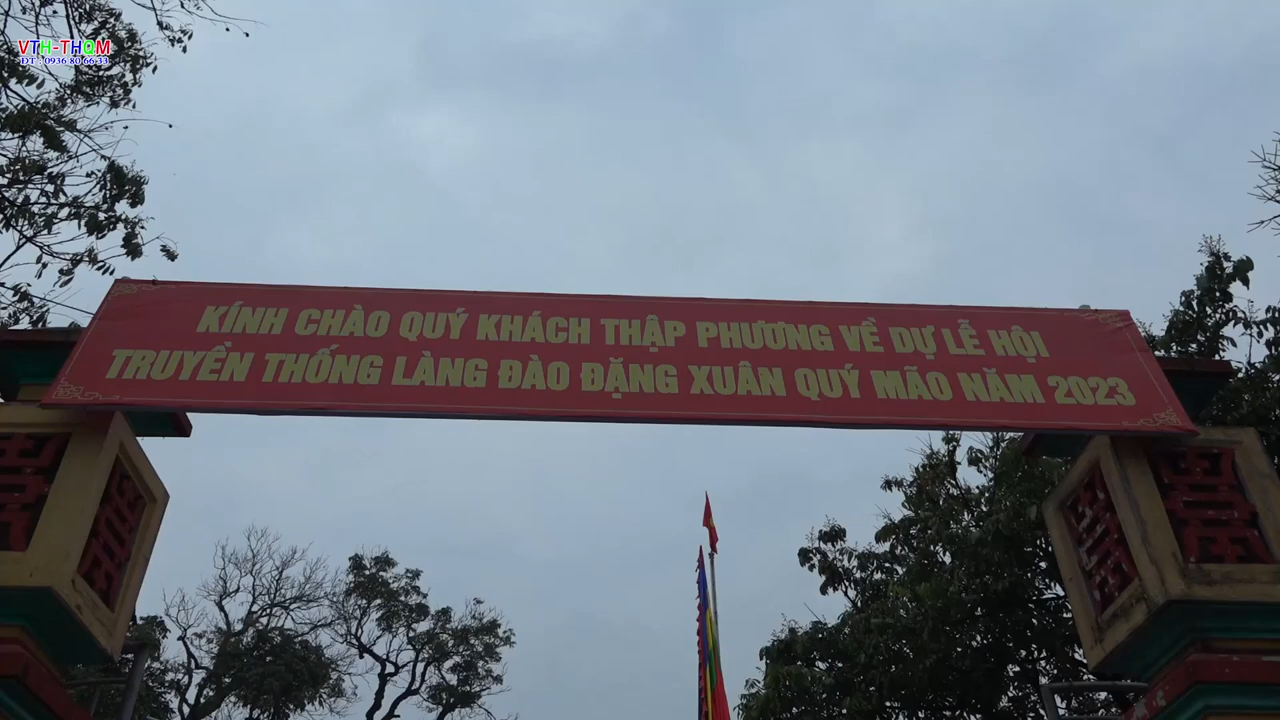 VTH-THQM
ĐT : 0936 80 66 33
KÍNH CHÀO QUÝ KHÁCH THẬP PHƯƠNG VỀ DỰ LỄ HỘI
TRUYỀN THỐNG LÀNG ĐÀO ĐẶNG XUÂN QUÝ MÃO NĂM 2023